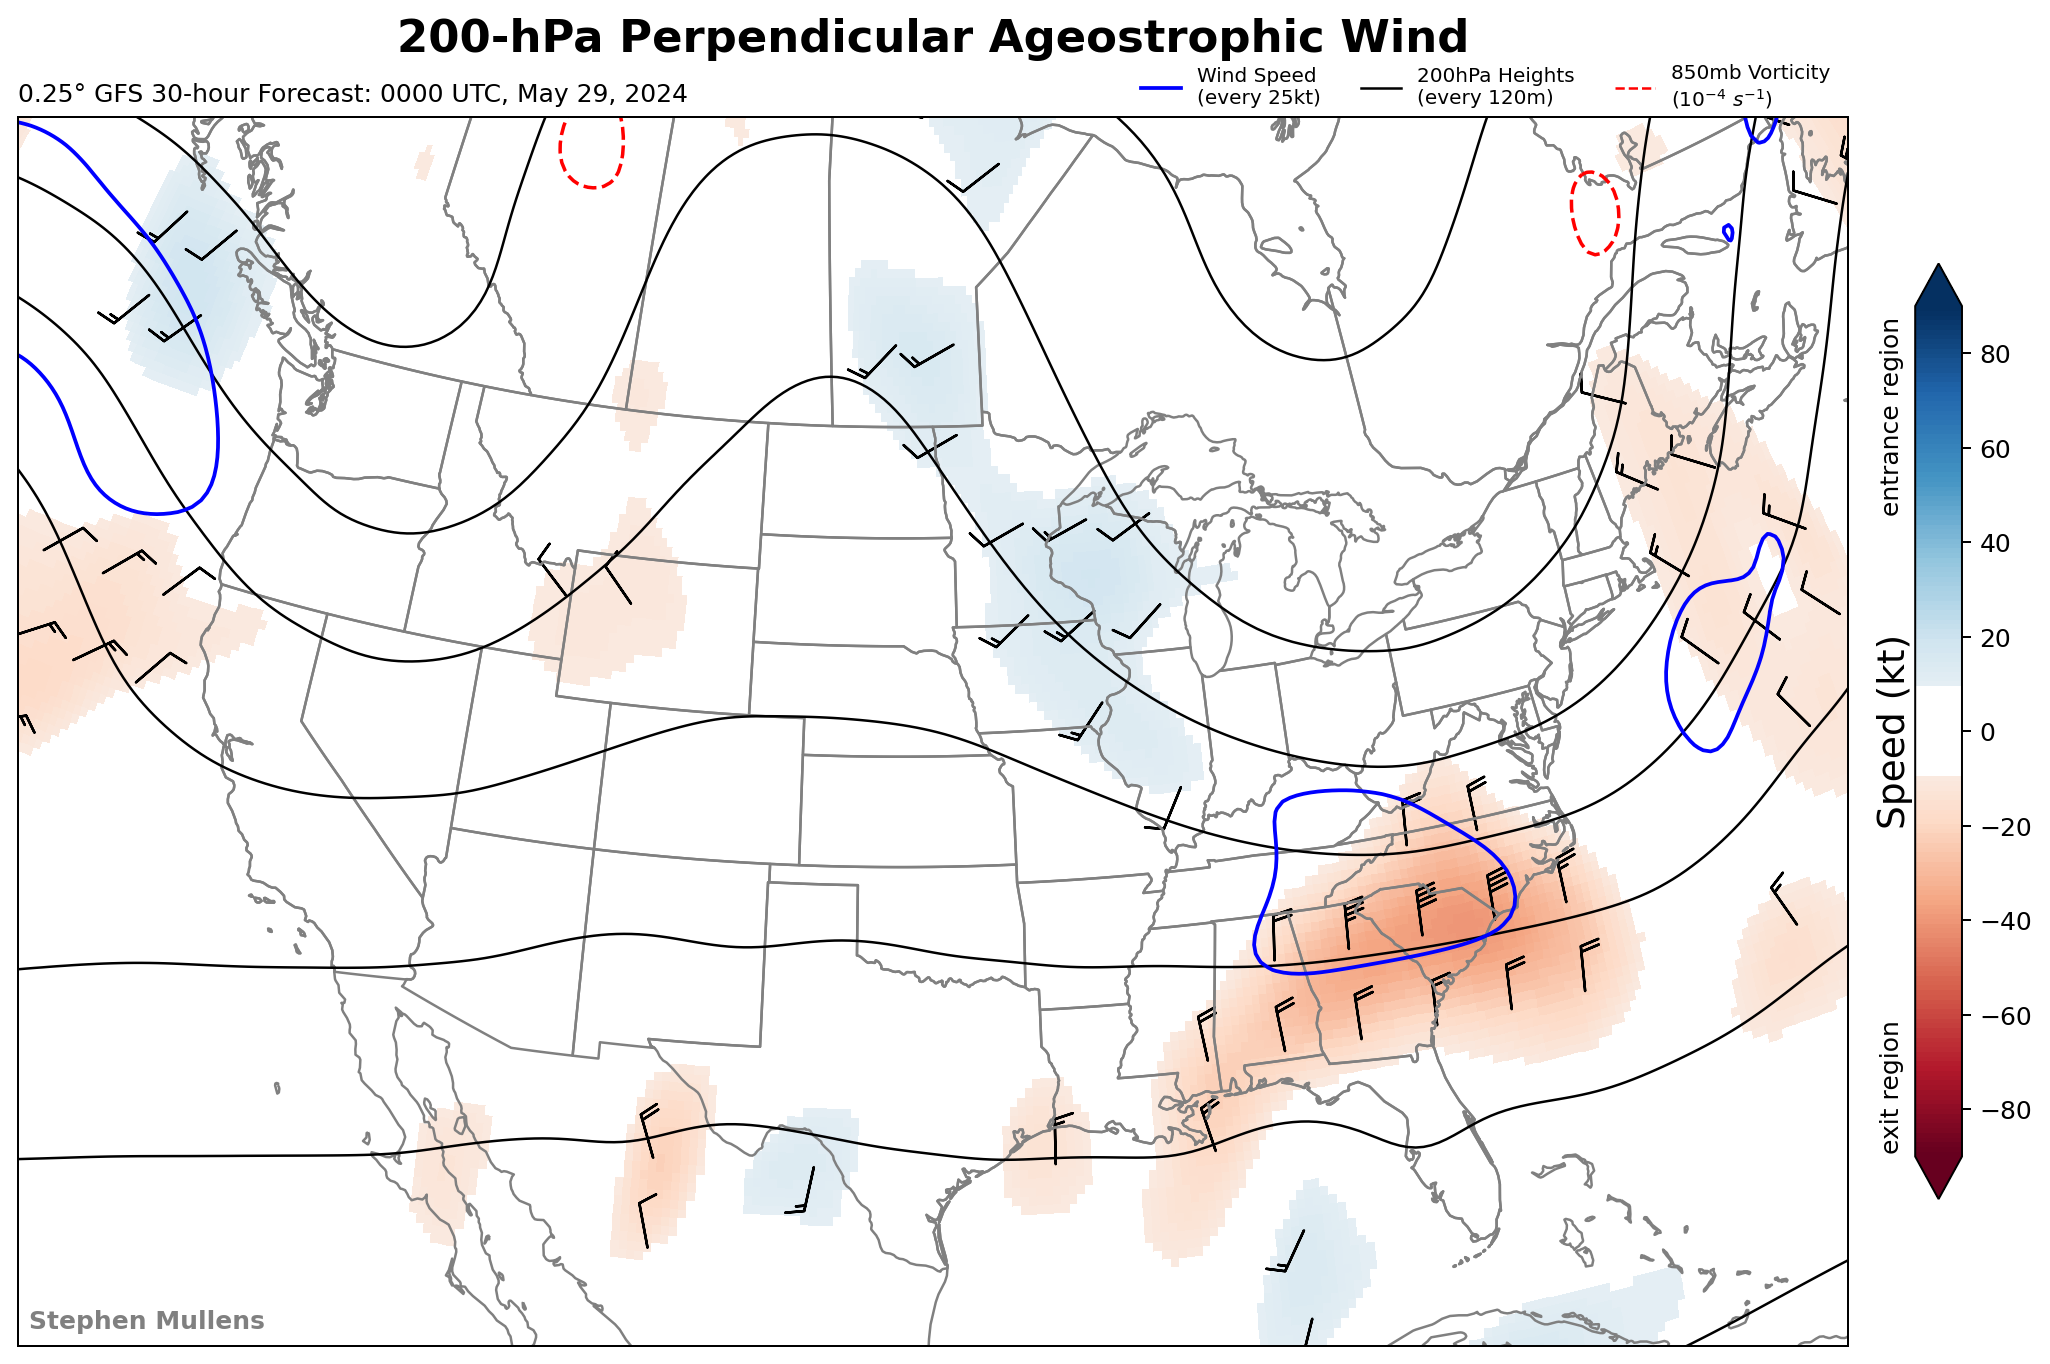 200-hPa Perpendicular Ageostrophic Wind
0.25° GFS 30-hour Forecast: 0000 UTC, May 29, 2024
Wind Speed
(every 25kt)
200hPa Heights
(every 120m)
850mb Vorticity
(10⁻⁴ s⁻¹)
entrance region
Speed (kt)
exit region
80
60
40
20
0
−20
−40
−60
−80
Stephen Mullens